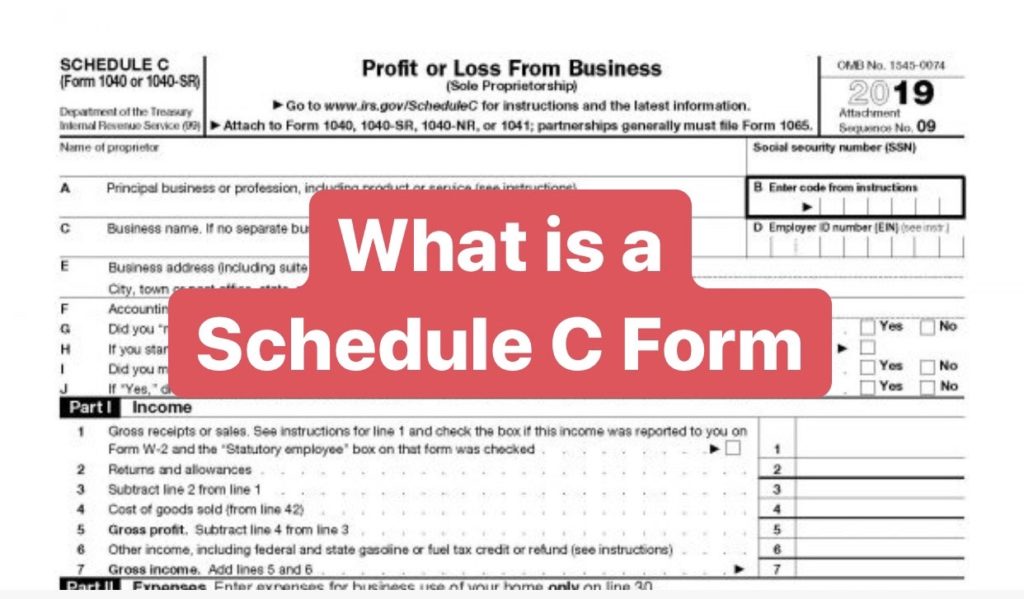 SCHEDULE C
(Form 1040 or 1040-SR)
Department of the Treasury
Internal Revenue Service (99)
Profit or Loss From Business
(Sole Proprietorship)
▶ Go to www.irs.gov/ScheduleC for instructions and the latest information.
▶ Attach to Form 1040, 1040-SR, 1040-NR, or 1041; partnerships generally must file Form 1065.
OMB No. 1545-0074
2019
Attachment
Sequence No. 09
Name of proprietor
Social security number (SSN)
A Principal business or profession, including product or service (see instructions)
B Enter code from instructions
▶
C Business name. If no separate bu
D Employer ID number (EIN) (see instr.)
What is a
Schedule C Form
E Business address (including suite
City, town or post office, state,
F Accountin
G Did you "
Yes No
H If you star
▶
I Did you m
Yes No
J If "Yes," d
Yes No
Part I Income
1 Gross receipts or sales. See instructions for line 1 and check the box if this income was reported to you on
Form W-2 and the "Statutory employee" box on that form was checked . . . . . . . . . ▶ 1
2 Returns and allowances 2
3 Subtract line 2 from line 1 3
4 Cost of goods sold (from line 42) 4
5 Gross profit. Subtract line 4 from line 3 5
6 Other income, including federal and state gasoline or fuel tax credit or refund (see instructions) 6
7 Gross income. Add lines 5 and 6 ▶ 7
Part II Expenses. Enter expenses for business use of your home only on line 30.